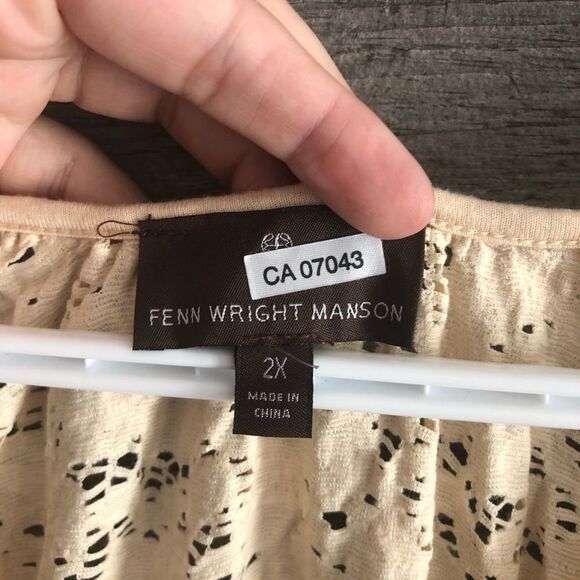 CA 07043
FENN WRIGHT MANSON
2X
MADE IN
CHINA